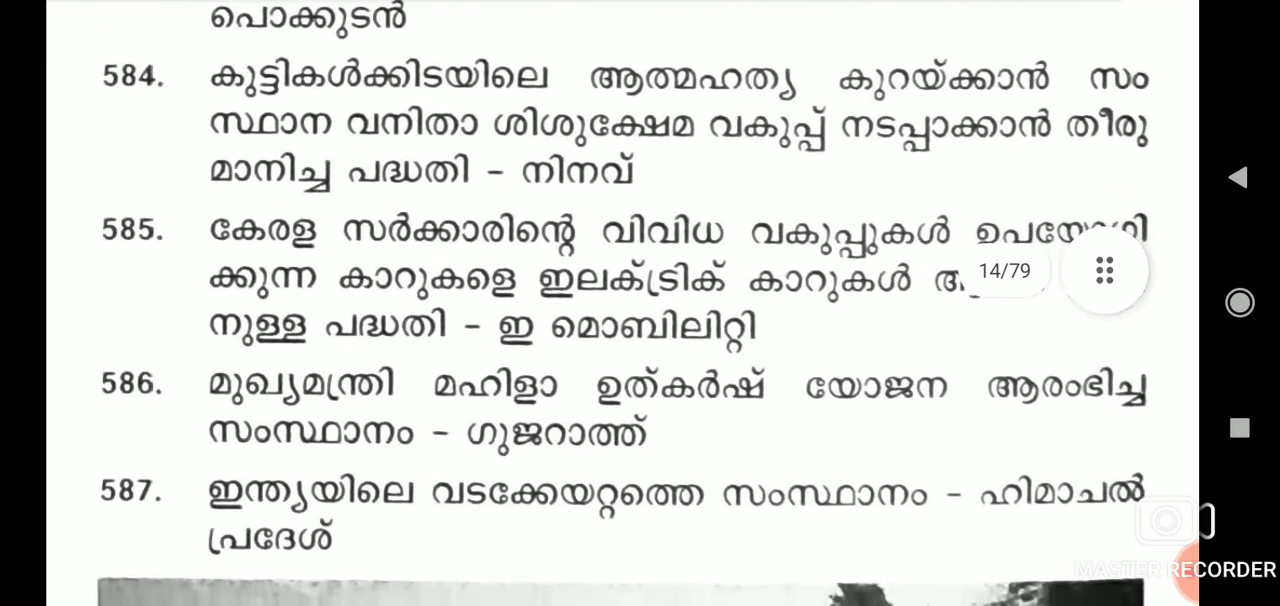 പൊക്കുടൻ
584. കുട്ടികൾക്കിടയിലെ ആത്മഹത്യ കുറയ്ക്കാൻ സം
സ്ഥാന വനിതാ ശിശുക്ഷേമ വകുപ്പ് നടപ്പാക്കാൻ തീരു
മാനിച്ച പദ്ധതി - നിനവ്
585. കേരള സർക്കാരിന്റെ വിവിധ വകുപ്പുകൾ
ക്കുന്ന കാറുകളെ ഇലക്ട്രിക് കാറുകൾ
14/79
നുള്ള പദ്ധതി - ഇ മൊബിലിറ്റി
586. മുഖ്യമന്ത്രി മഹിളാ ഉത്കർഷ് യോജന ആരംഭിച്ച
സംസ്ഥാനം - ഗുജറാത്ത്
587. ഇന്ത്യയിലെ വടക്കേയറ്റത്തെ സംസ്ഥാനം - ഹിമാചൽ
പ്രദേശ്
MASTER RECORDER